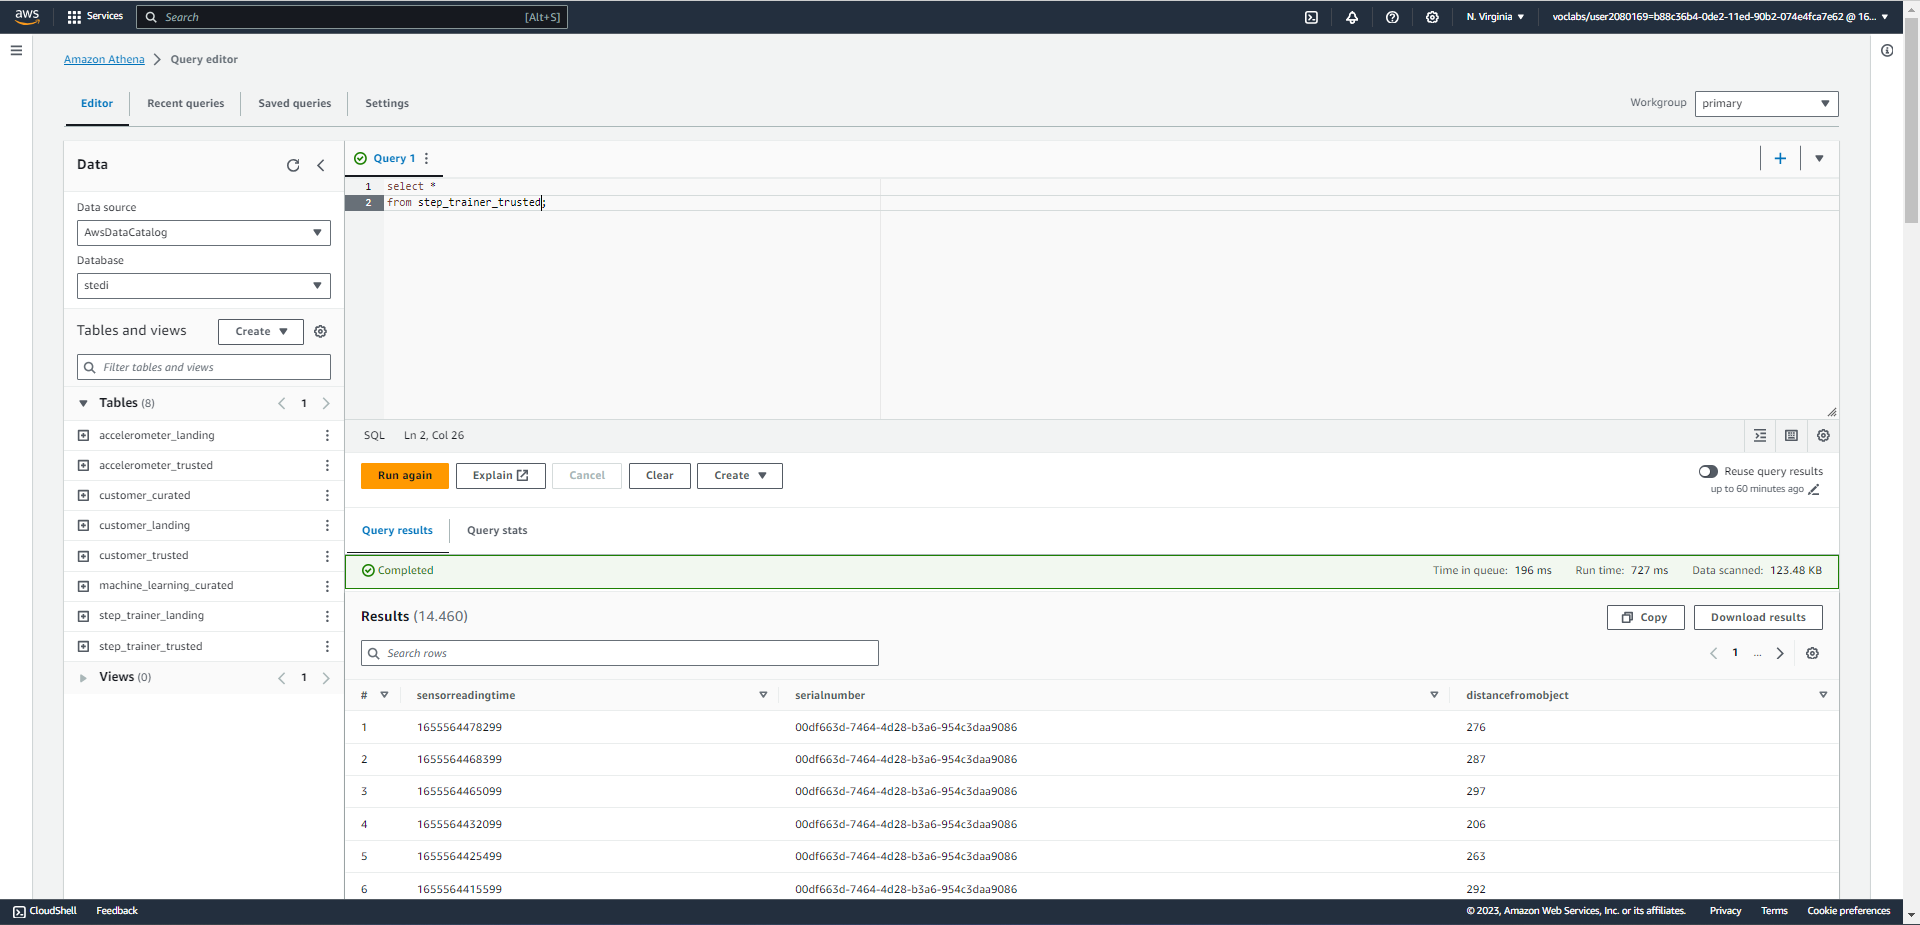 aws Services Search [Alt+S] N. Virginia voclabs/user2080169=b88c36b4-0de2-11ed-90b2-074e4fca7e62 @ 16...
Amazon Athena Query editor
Editor Recent queries Saved queries Settings Workgroup primary
Data
Data source
AwsDataCatalog
Database
stedi
Tables and views Create
Filter tables and views
Tables (8) 1
accelerometer_landing
accelerometer_trusted
customer_curated
customer_landing
customer_trusted
machine_learning_curated
step_trainer_landing
step_trainer_trusted
Views (0) 1
Query 1
1 select *
2 from step_trainer_trusted;
SQL Ln 2, Col 26
Run again Explain Cancel Clear Create Reuse query results
up to 60 minutes ago
Query results Query stats
Completed Time in queue: 196 ms Run time: 727 ms Data scanned: 123.48 KB
Results (14.460) Copy Download results
Search rows 1 ...
# sensorreadingtime serialnumber distancefromobject
1 1655564478299 00df663d-7464-4d28-b3a6-954c3daa9086 276
2 1655564468399 00df663d-7464-4d28-b3a6-954c3daa9086 287
3 1655564465099 00df663d-7464-4d28-b3a6-954c3daa9086 297
4 1655564432099 00df663d-7464-4d28-b3a6-954c3daa9086 206
5 1655564425499 00df663d-7464-4d28-b3a6-954c3daa9086 263
6 1655564415599 00df663d-7464-4d28-b3a6-954c3daa9086 292
CloudShell Feedback © 2023, Amazon Web Services, Inc. or its affiliates. Privacy Terms Cookie preferences